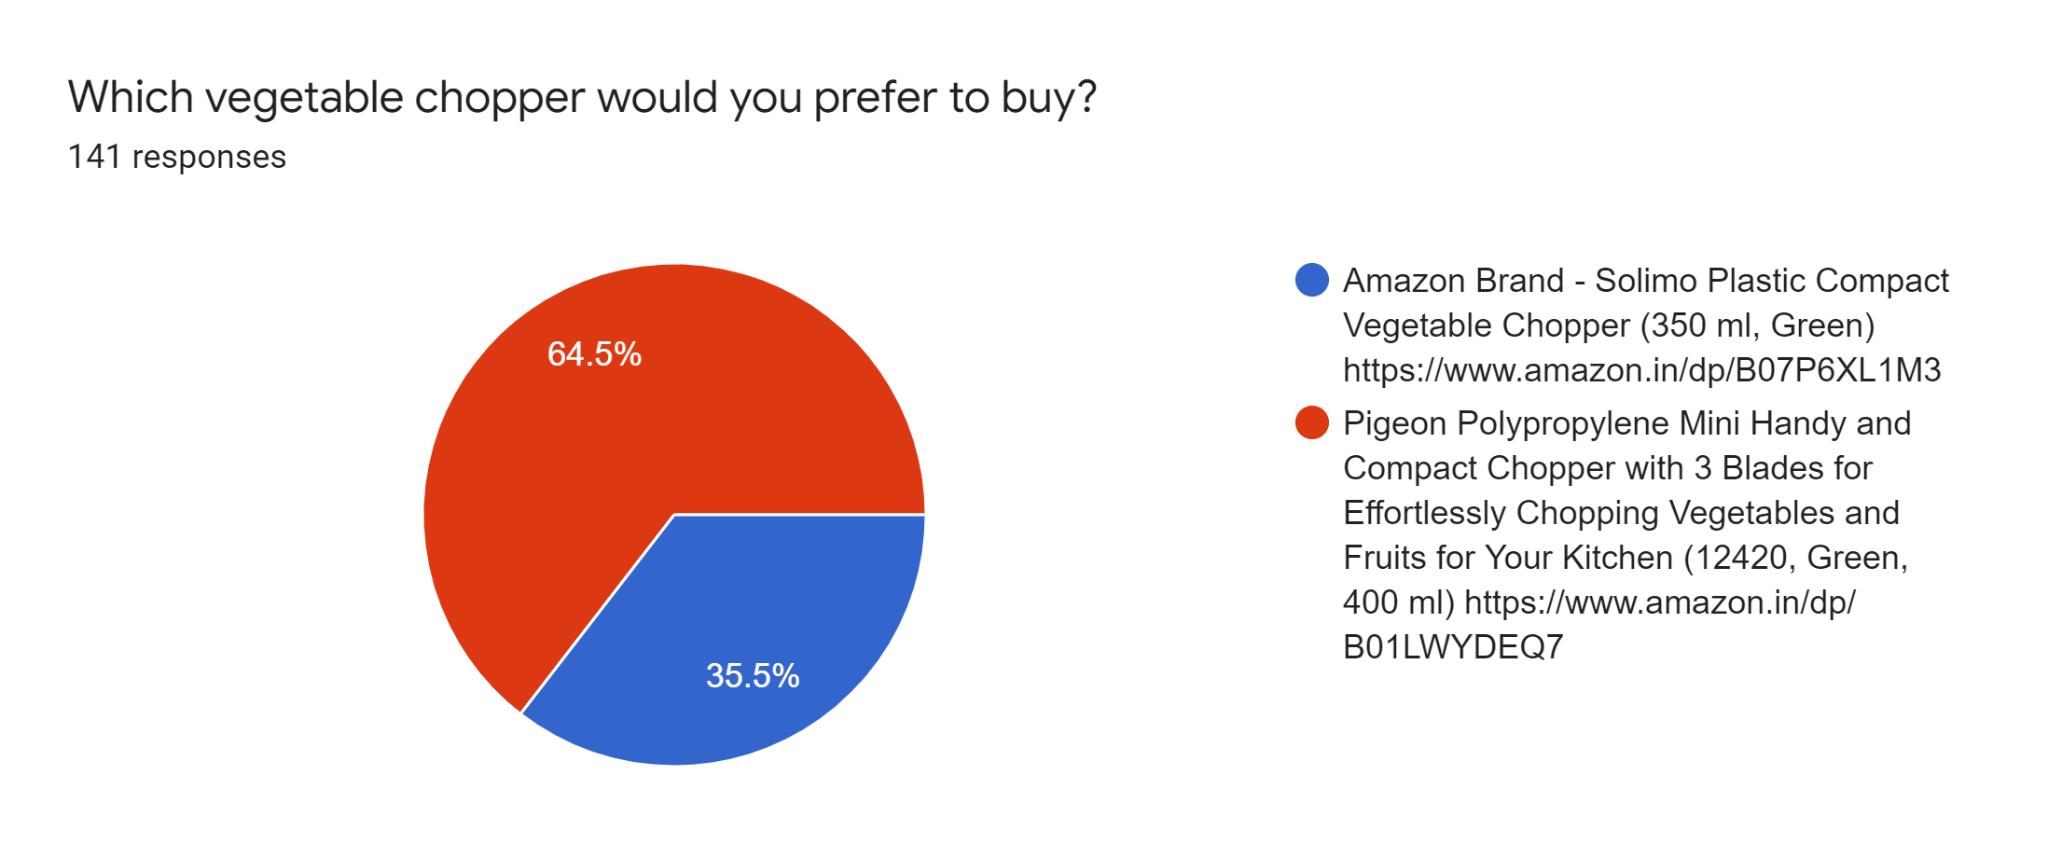 Which vegetable chopper would you prefer to buy?
141 responses
64.5%
35.5%
Amazon Brand - Solimo Plastic Compact
Vegetable Chopper (350 ml, Green)
https://www.amazon.in/dp/B07P6XL1M3
Pigeon Polypropylene Mini Handy and
Compact Chopper with 3 Blades for
Effortlessly Chopping Vegetables and
Fruits for Your Kitchen (12420, Green,
400 ml) https://www.amazon.in/dp/
B01LWYDEQ7